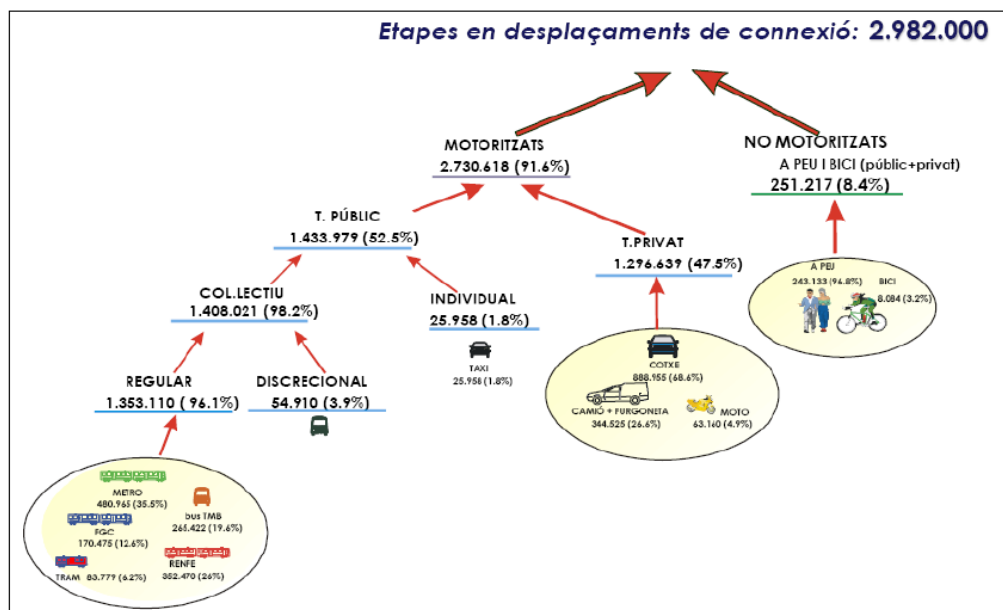 Etapes en desplaçaments de connexió: 2.982.000
MOTORITZATS
2.730.618 (91.6%)
NO MOTORITZATS
A PEU I BICI (públic+privat)
251.217 (8.4%)
T. PÚBLIC
1.433.979 (52.5%)
T.PRIVAT
1.296.639 (47.5%)
A PEU
243.133 (96.8%)
BICI
8.084 (3.2%)
COL.LECTIU
1.408.021 (98.2%)
INDIVIDUAL
25.958 (1.8%)
TAXI
25.958 (1.8%)
COTXE
888.955 (68.6%)
CAMIÓ + FURGONETA
344.525 (26.6%)
MOTO
63.160 (4.9%)
REGULAR
1.353.110 ( 96.1%)
DISCRECIONAL
54.910 (3.9%)
METRO
480.965 (35.5%)
bus TMB
265.422 (19.6%)
FGC
170.475 (12.6%)
RENFE
352.470 (26%)
TRAM 83.779 (6.2%)